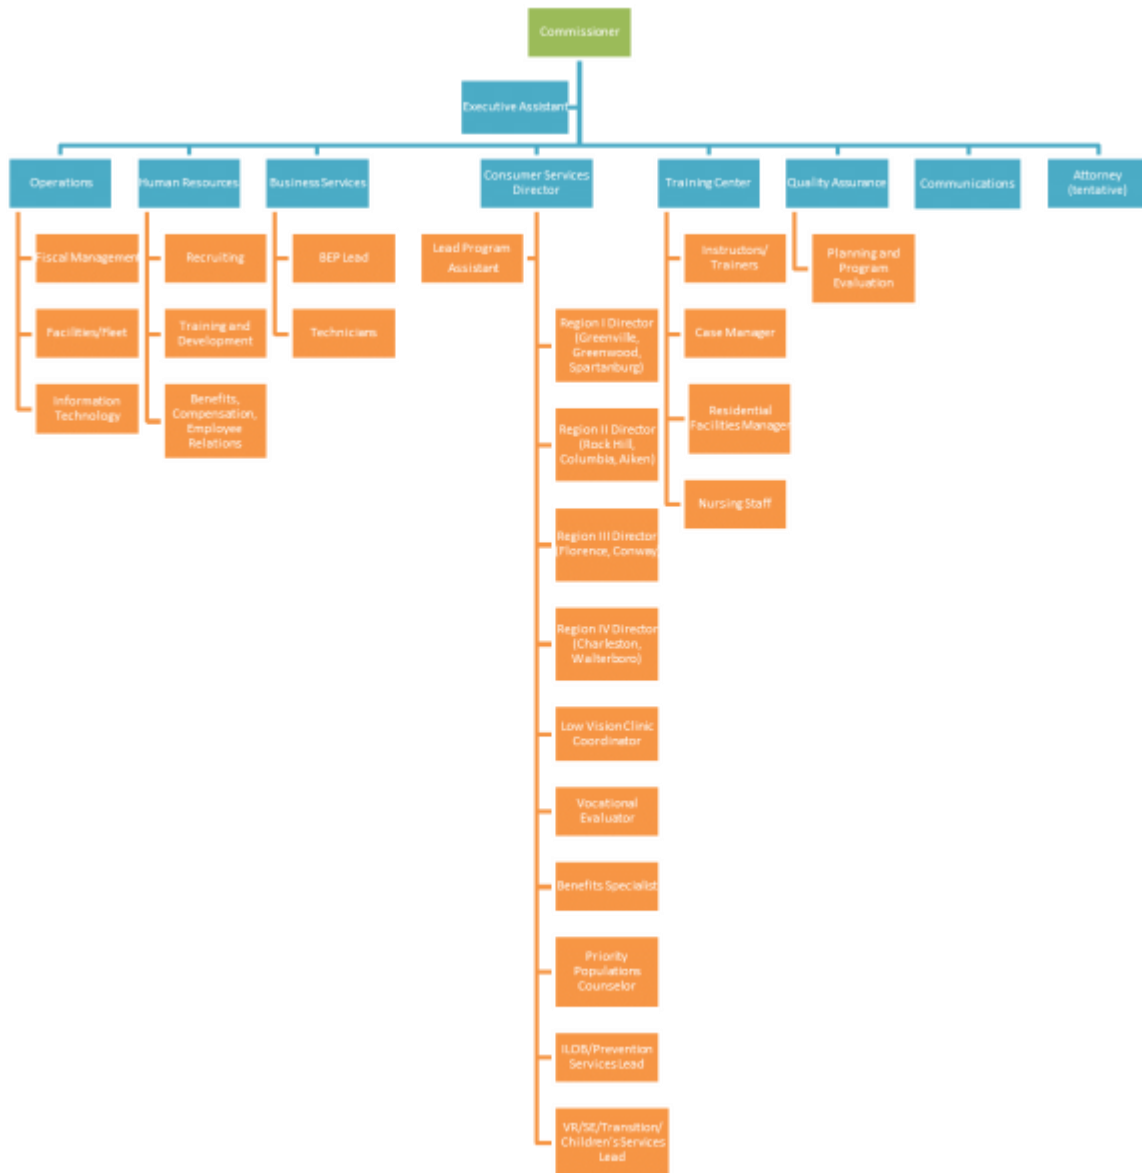 Commissioner
Executive Assistant
Operations
Human Resources
Business Services
Consumer Services
Director
Training Center
Quality Assurance
Communications
Attorney
(tentative)
Fiscal Management
Facilities/Fleet
Information
Technology
Recruiting
Training and
Development
Benefits,
Compensation,
Employee
Relations
BEP Lead
Technicians
Lead Program
Assistant
Region I Director
(Greenville,
Greenwood,
Spartanburg)
Region II Director
(Rock Hill,
Columbia, Aiken)
Region III Director
(Florence, Conway)
Region IV Director
(Charleston,
Walterboro)
Low Vision Clinic
Coordinator
Vocational
Evaluator
Benefits Specialist
Priority
Populations
Counselor
ILOB/Prevention
Services Lead
VR/SE/Transition/
Children's Services
Lead
Instructors/
Trainers
Case Manager
Residential
Facilities Manager
Nursing Staff
Planning and
Program
Evaluation